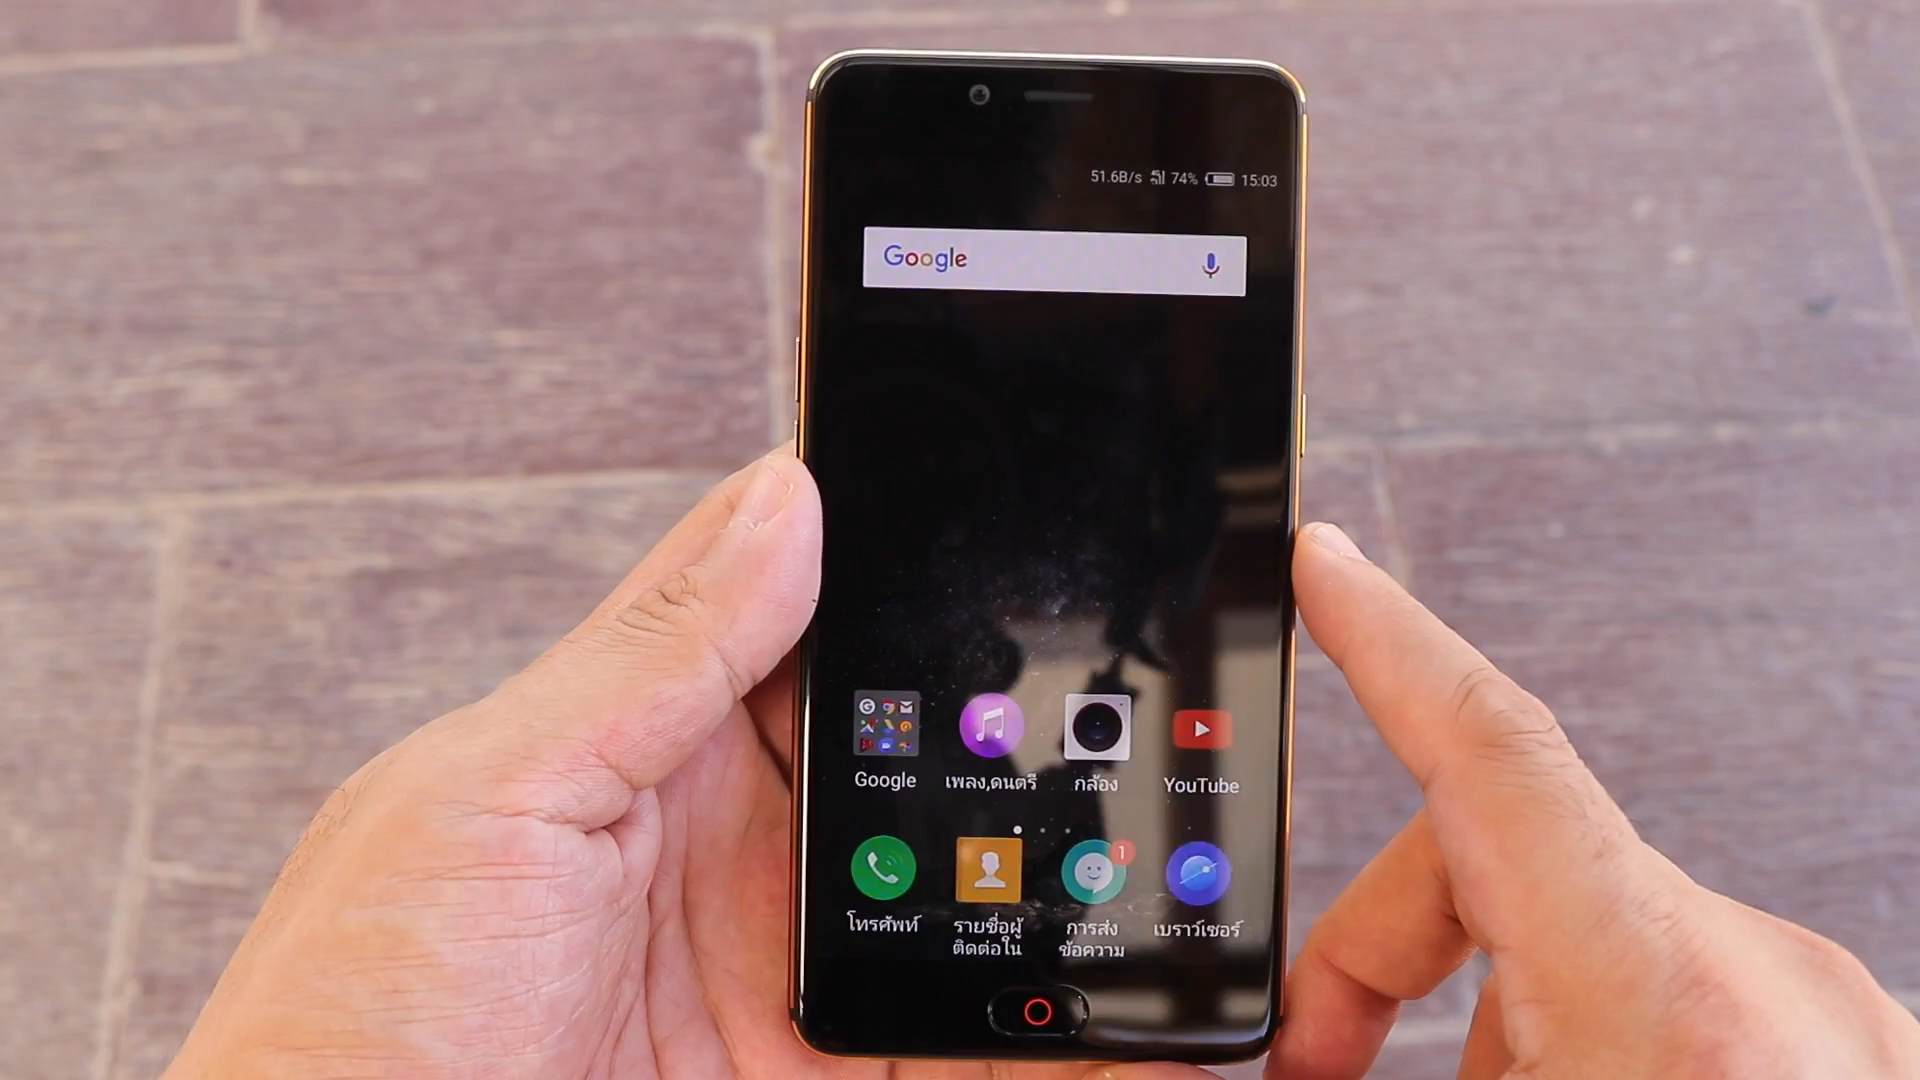 51.6B/s 4G 74% 15:03
Google
Google เพลง,ดนตรี กล้อง YouTube
1
โทรศัพท์ รายชื่อผู้ การส่ง เบราว์เซอร์
ติดต่อใน ข้อความ